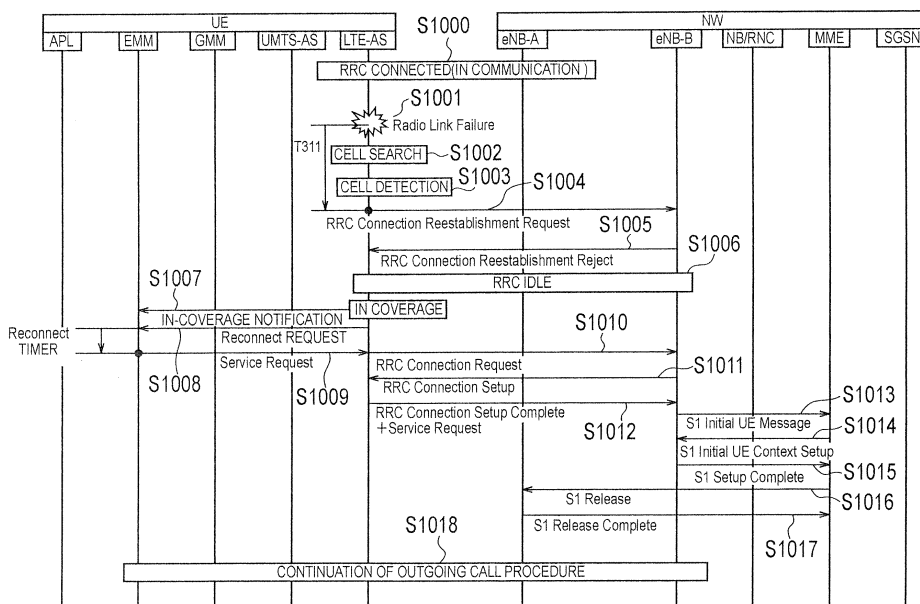 UE
NW
APL
EMM
GMM
UMTS-AS
LTE-AS
eNB-A
eNB-B
NB/RNC
MME
SGSN
S1000
RRC CONNECTED(IN COMMUNICATION )
S1001
Radio Link Failure
T311
CELL SEARCH
S1002
CELL DETECTION
S1003
S1004
RRC Connection Reestablishment Request
S1005
RRC Connection Reestablishment Reject
S1006
RRC IDLE
S1007
IN COVERAGE
IN-COVERAGE NOTIFICATION
Reconnect
TIMER
Reconnect REQUEST
S1008
Service Request
S1009
S1010
RRC Connection Request
S1011
RRC Connection Setup
RRC Connection Setup Complete
+Service Request
S1012
S1013
S1 Initial UE Message
S1014
S1 Initial UE Context Setup
S1015
S1 Setup Complete
S1016
S1 Release
S1 Release Complete
S1017
S1018
CONTINUATION OF OUTGOING CALL PROCEDURE